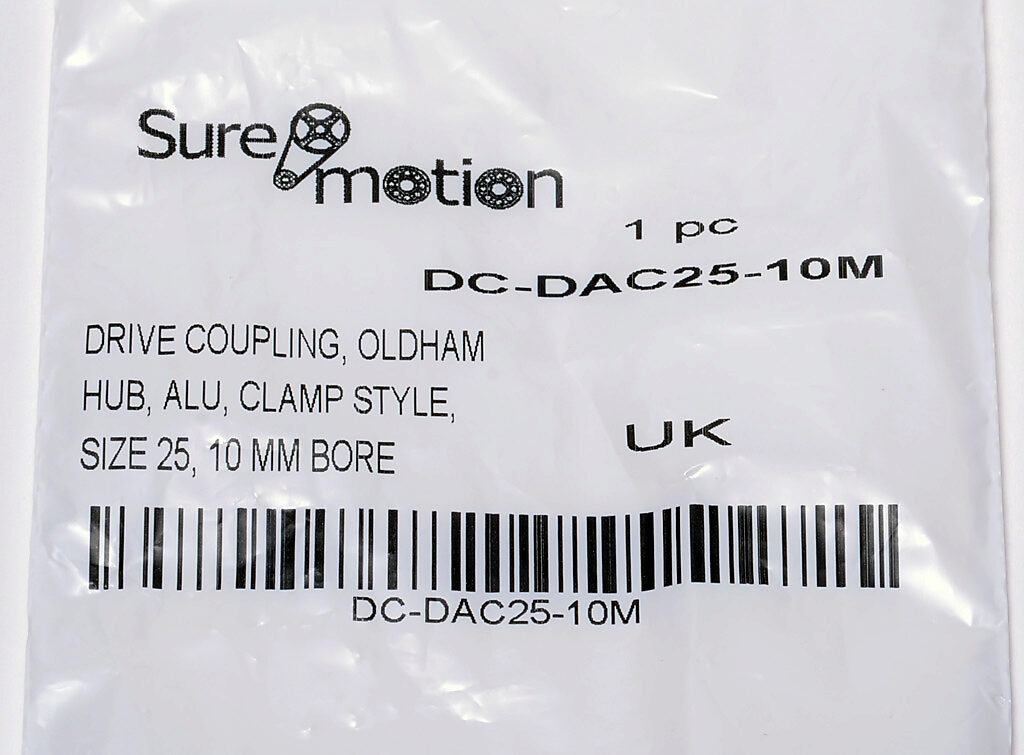 Sure motion
1 pc
DC-DAC25-10M
DRIVE COUPLING, OLDHAM
HUB, ALU, CLAMP STYLE,
SIZE 25, 10 MM BORE
UK
DC-DAC25-10M